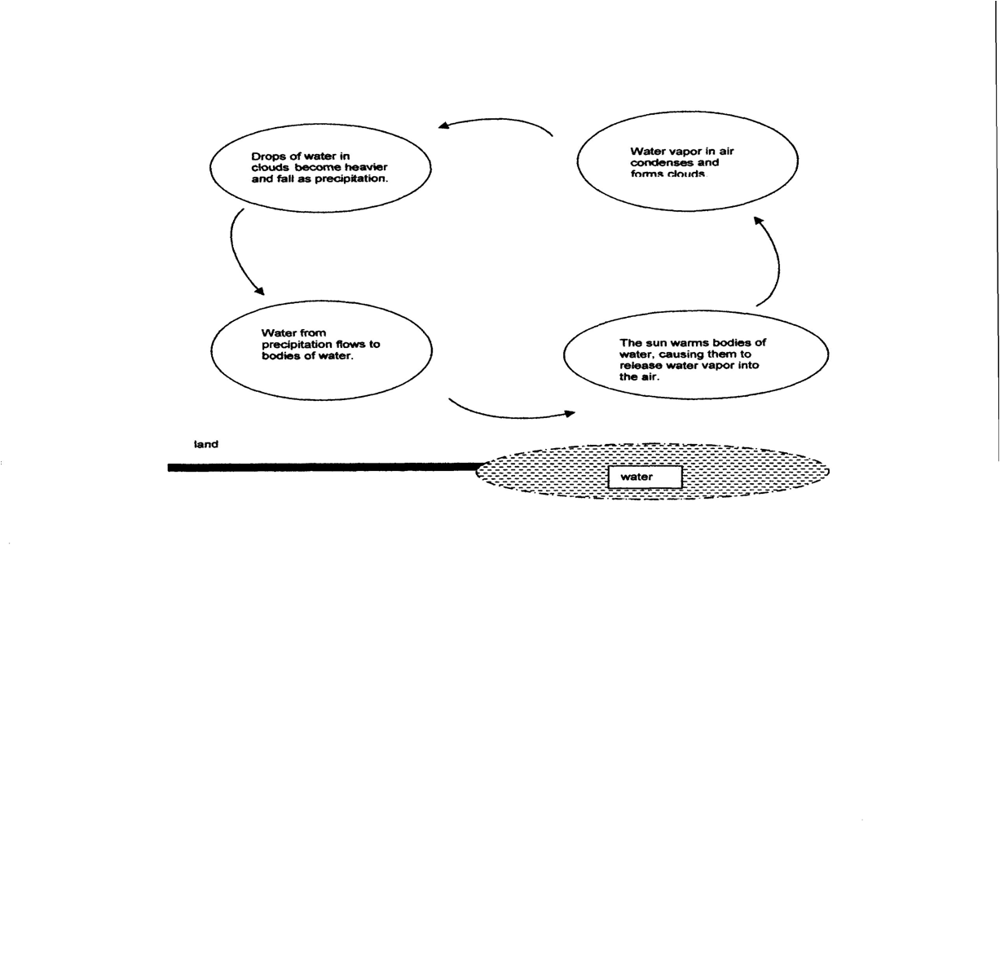 Drops of water in
clouds become heavier
and fall as precipitation.
Water vapor in air
condenses and
forms clouds.
Water from
precipitation flows to
bodies of water.
The sun warms bodies of
water, causing them to
release water vapor into
the air.
land
water